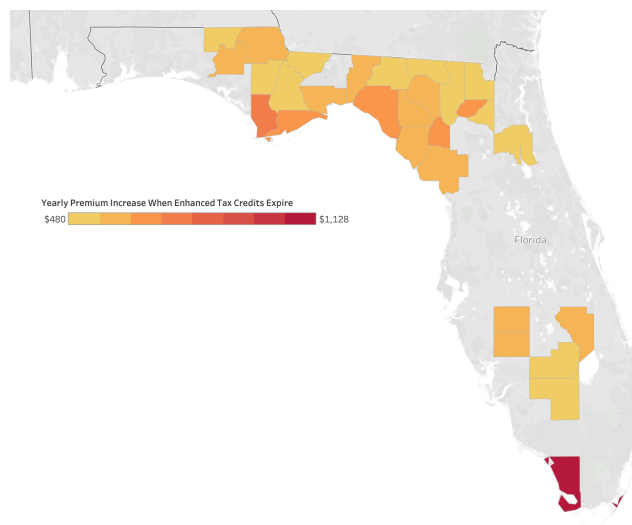 Yearly Premium Increase When Enhanced Tax Credits Expire
$480 $1,128
Florida